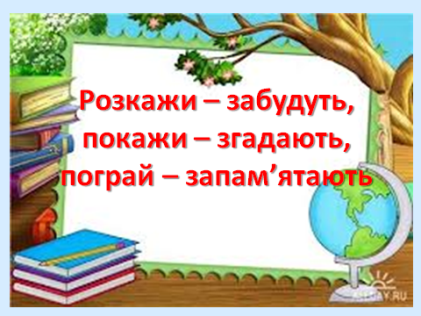 Розкажи – забудуть,
покажи – згадають,
пограй – запам’ятають